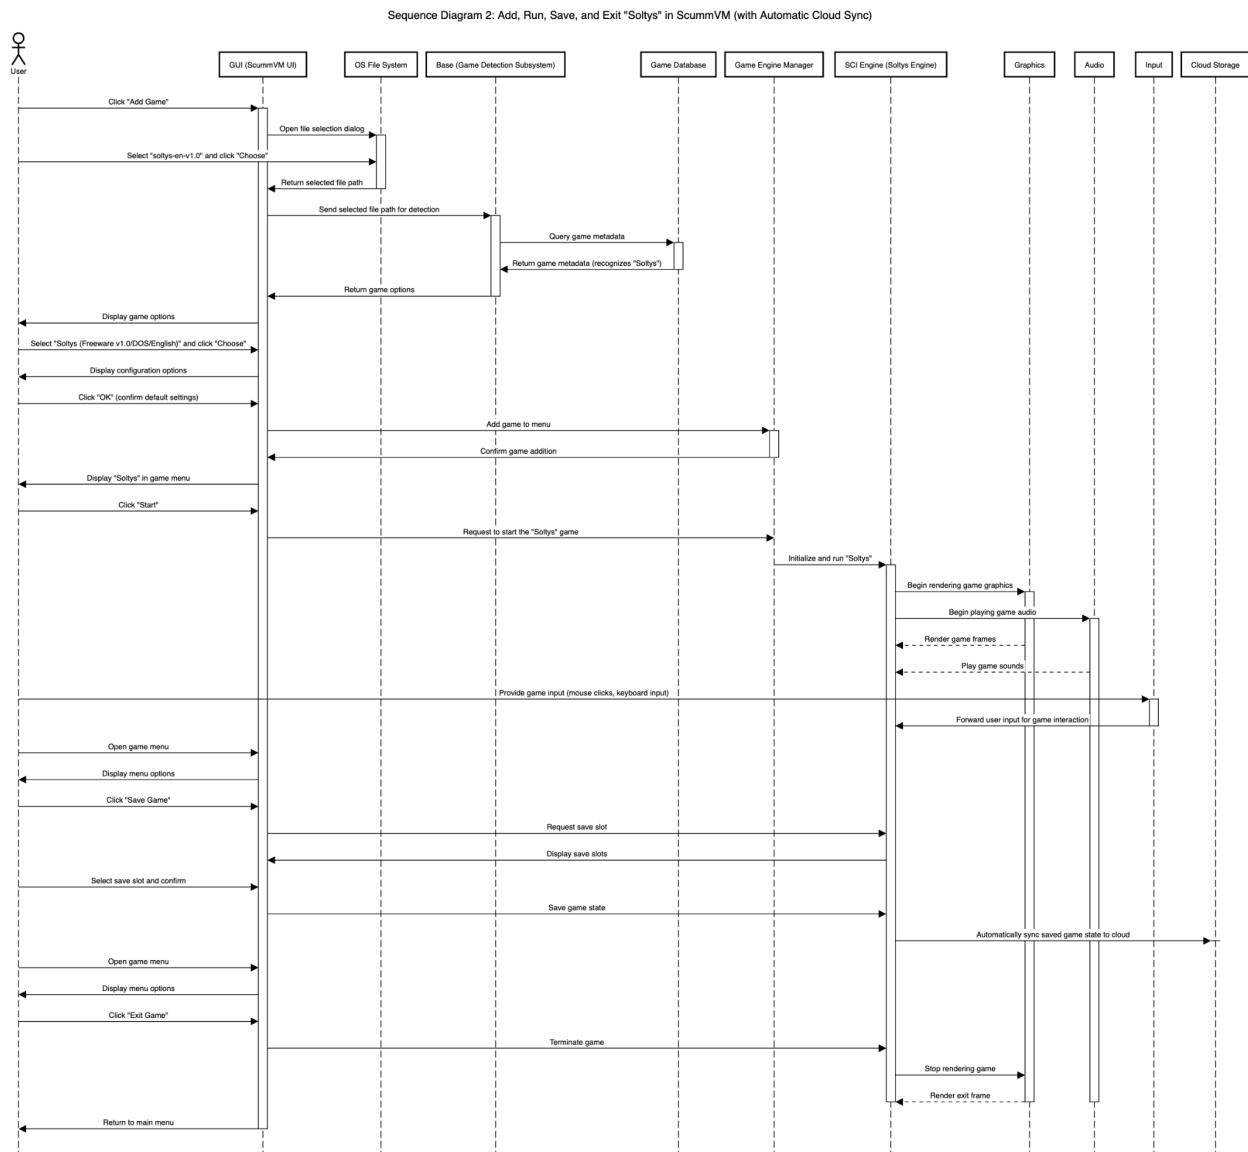 Sequence Diagram 2: Add, Run, Save, and Exit "Soltys" in ScummVM (with Automatic Cloud Sync)
User
GUI (ScummVM UI)
OS File System
Base (Game Detection Subsystem)
Game Database
Game Engine Manager
SCI Engine (Soltys Engine)
Graphics
Audio
Input
Cloud Storage
Click "Add Game"
Open file selection dialog
Select "soltys-en-v1.0" and click "Choose"
Return selected file path
Send selected file path for detection
Query game metadata
Return game metadata (recognizes "Soltys")
Return game options
Display game options
Select "Soltys (Freeware v1.0/DOS/English)" and click "Choose"
Display configuration options
Click "OK" (confirm default settings)
Add game to menu
Confirm game addition
Display "Soltys" in game menu
Click "Start"
Request to start the "Soltys" game
Initialize and run "Soltys"
Begin rendering game graphics
Begin playing game audio
Render game frames
Play game sounds
Provide game input (mouse clicks, keyboard input)
Forward user input for game interaction
Open game menu
Display menu options
Click "Save Game"
Request save slot
Display save slots
Select save slot and confirm
Save game state
Automatically sync saved game state to cloud
Open game menu
Display menu options
Click "Exit Game"
Terminate game
Stop rendering game
Render exit frame
Return to main menu